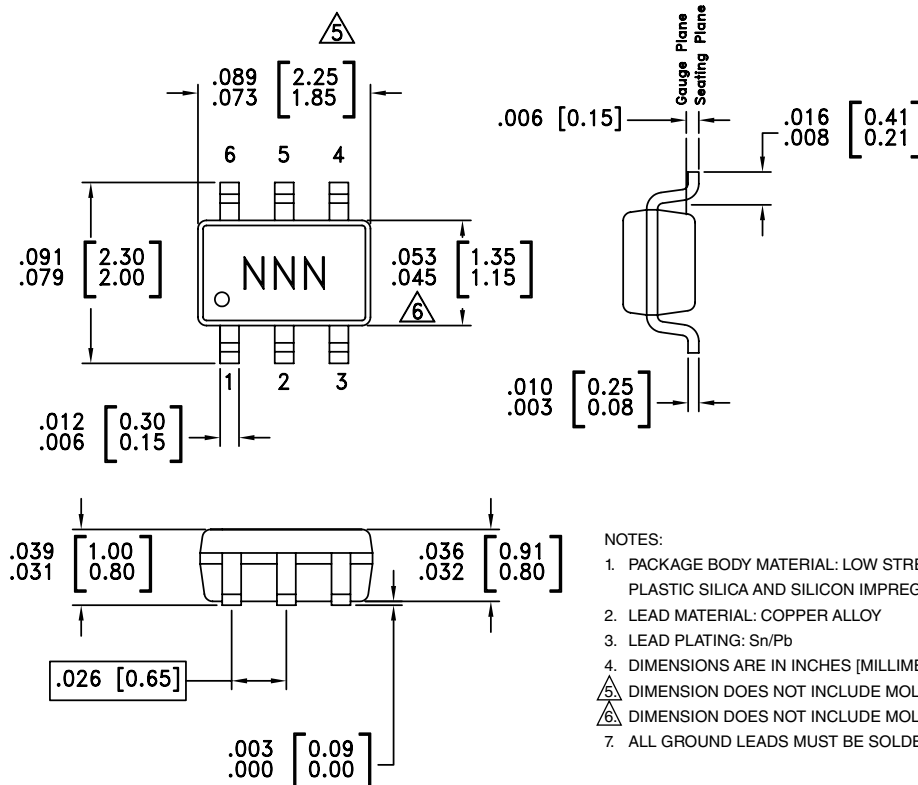 5
.089 [2.25]
.073 [1.85]
Gauge Plane
Seating Plane
.006 [0.15]
.016 [0.41]
.008 [0.21]
6 5 4
.091 [2.30]
.079 [2.00]
NNN
.053 [1.35]
.045 [1.15]
6
1 2 3
.012 [0.30]
.006 [0.15]
.010 [0.25]
.003 [0.08]
.039 [1.00]
.031 [0.80]
.036 [0.91]
.032 [0.80]
.026 [0.65]
.003 [0.09]
.000 [0.00]
NOTES:
1. PACKAGE BODY MATERIAL: LOW
PLASTIC SILICA AND SILICON
2. LEAD MATERIAL: COPPER ALLOY
3. LEAD PLATING: Sn/Pb
4. DIMENSIONS ARE IN INCHES
5. DIMENSION DOES NOT INCLUDE
6. DIMENSION DOES NOT INCLUDE
7. ALL GROUND LEADS MUST BE